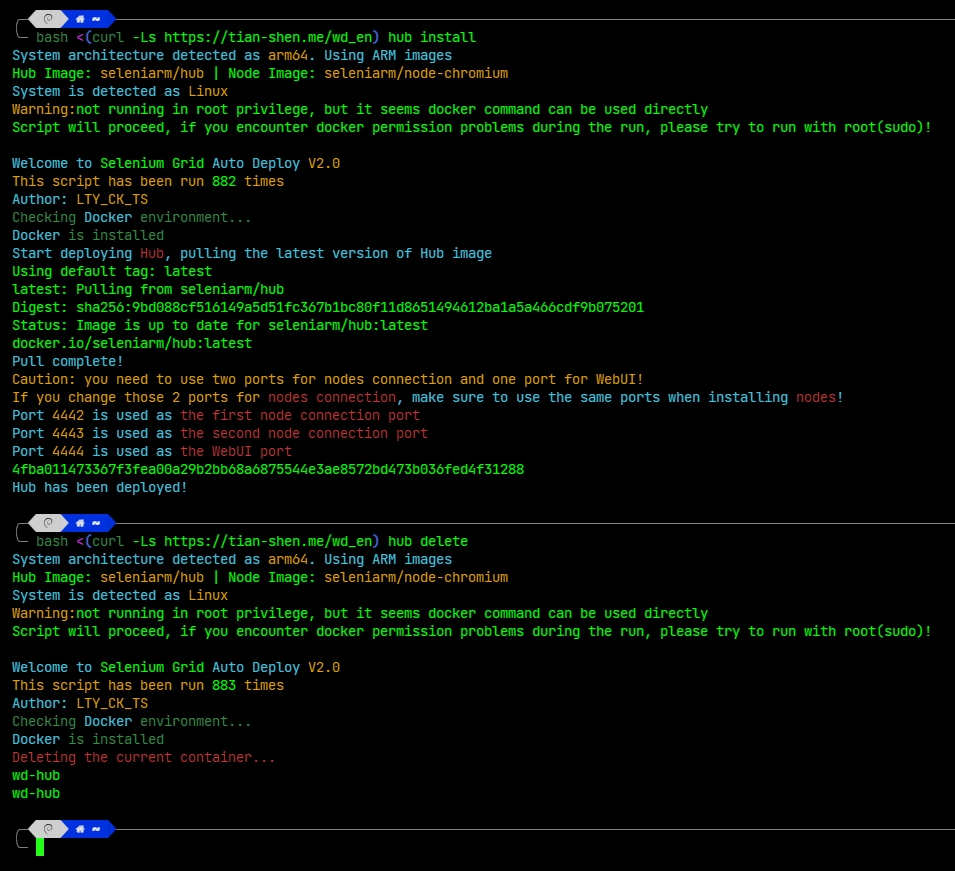 ~
bash <(curl -Ls https://tian-shen.me/wd_en) hub install
System architecture detected as arm64. Using ARM images
Hub Image: seleniarm/hub | Node Image: seleniarm/node-chromium
System is detected as Linux
Warning:not running in root privilege, but it seems docker command can be used directly
Script will proceed, if you encounter docker permission problems during the run, please try to run with root(sudo)!
Welcome to Selenium Grid Auto Deploy V2.0
This script has been run 882 times
Author: LTY_CK_TS
Checking Docker environment...
Docker is installed
Start deploying Hub, pulling the latest version of Hub image
Using default tag: latest
latest: Pulling from seleniarm/hub
Digest: sha256:9bd088cf516149a5d51fc367b1bc80f11d8651494612ba1a5a466cdf9b075201
Status: Image is up to date for seleniarm/hub:latest
docker.io/seleniarm/hub:latest
Pull complete!
Caution: you need to use two ports for nodes connection and one port for WebUI!
If you change those 2 ports for nodes connection, make sure to use the same ports when installing nodes!
Port 4442 is used as the first node connection port
Port 4443 is used as the second node connection port
Port 4444 is used as the WebUI port
4fba011473367f3fea00a29b2bb68a6875544e3ae8572bd473b036fed4f31288
Hub has been deployed!
~
bash <(curl -Ls https://tian-shen.me/wd_en) hub delete
System architecture detected as arm64. Using ARM images
Hub Image: seleniarm/hub | Node Image: seleniarm/node-chromium
System is detected as Linux
Warning:not running in root privilege, but it seems docker command can be used directly
Script will proceed, if you encounter docker permission problems during the run, please try to run with root(sudo)!
Welcome to Selenium Grid Auto Deploy V2.0
This script has been run 883 times
Author: LTY_CK_TS
Checking Docker environment...
Docker is installed
Deleting the current container...
wd-hub
wd-hub
~